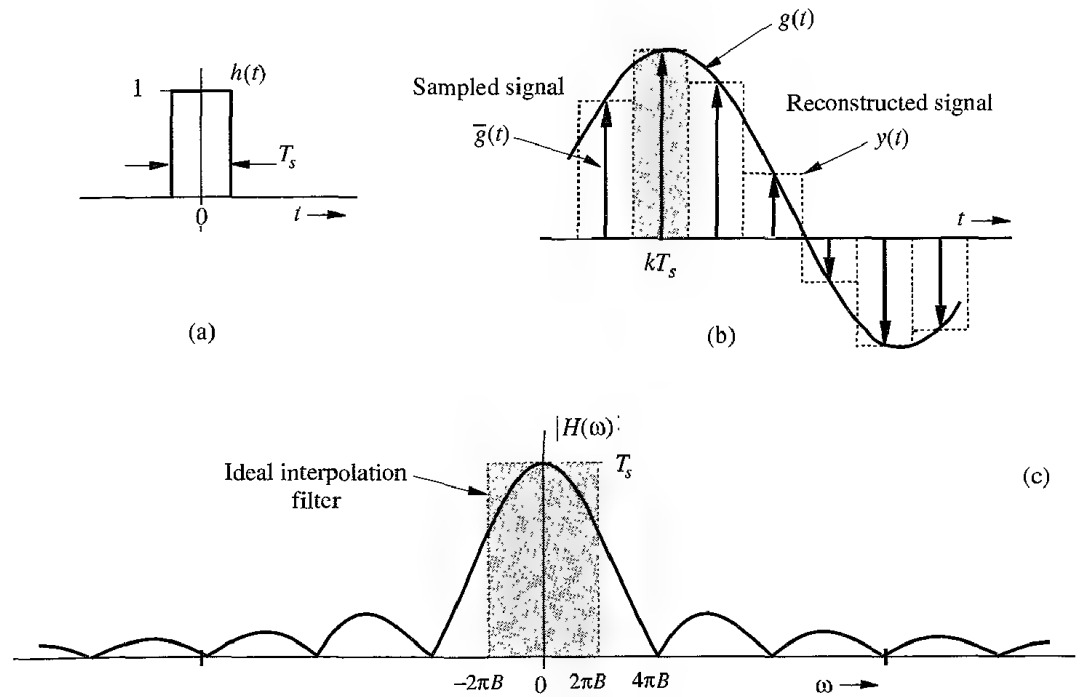 (a)
h(t)
1
T_s
0
t
(b)
g(t)
Sampled signal
g̅(t)
Reconstructed signal
y(t)
t
kT_s
(c)
|H(ω)
T_s
Ideal interpolation
filter
−2πB
0
2πB
4πB
ω